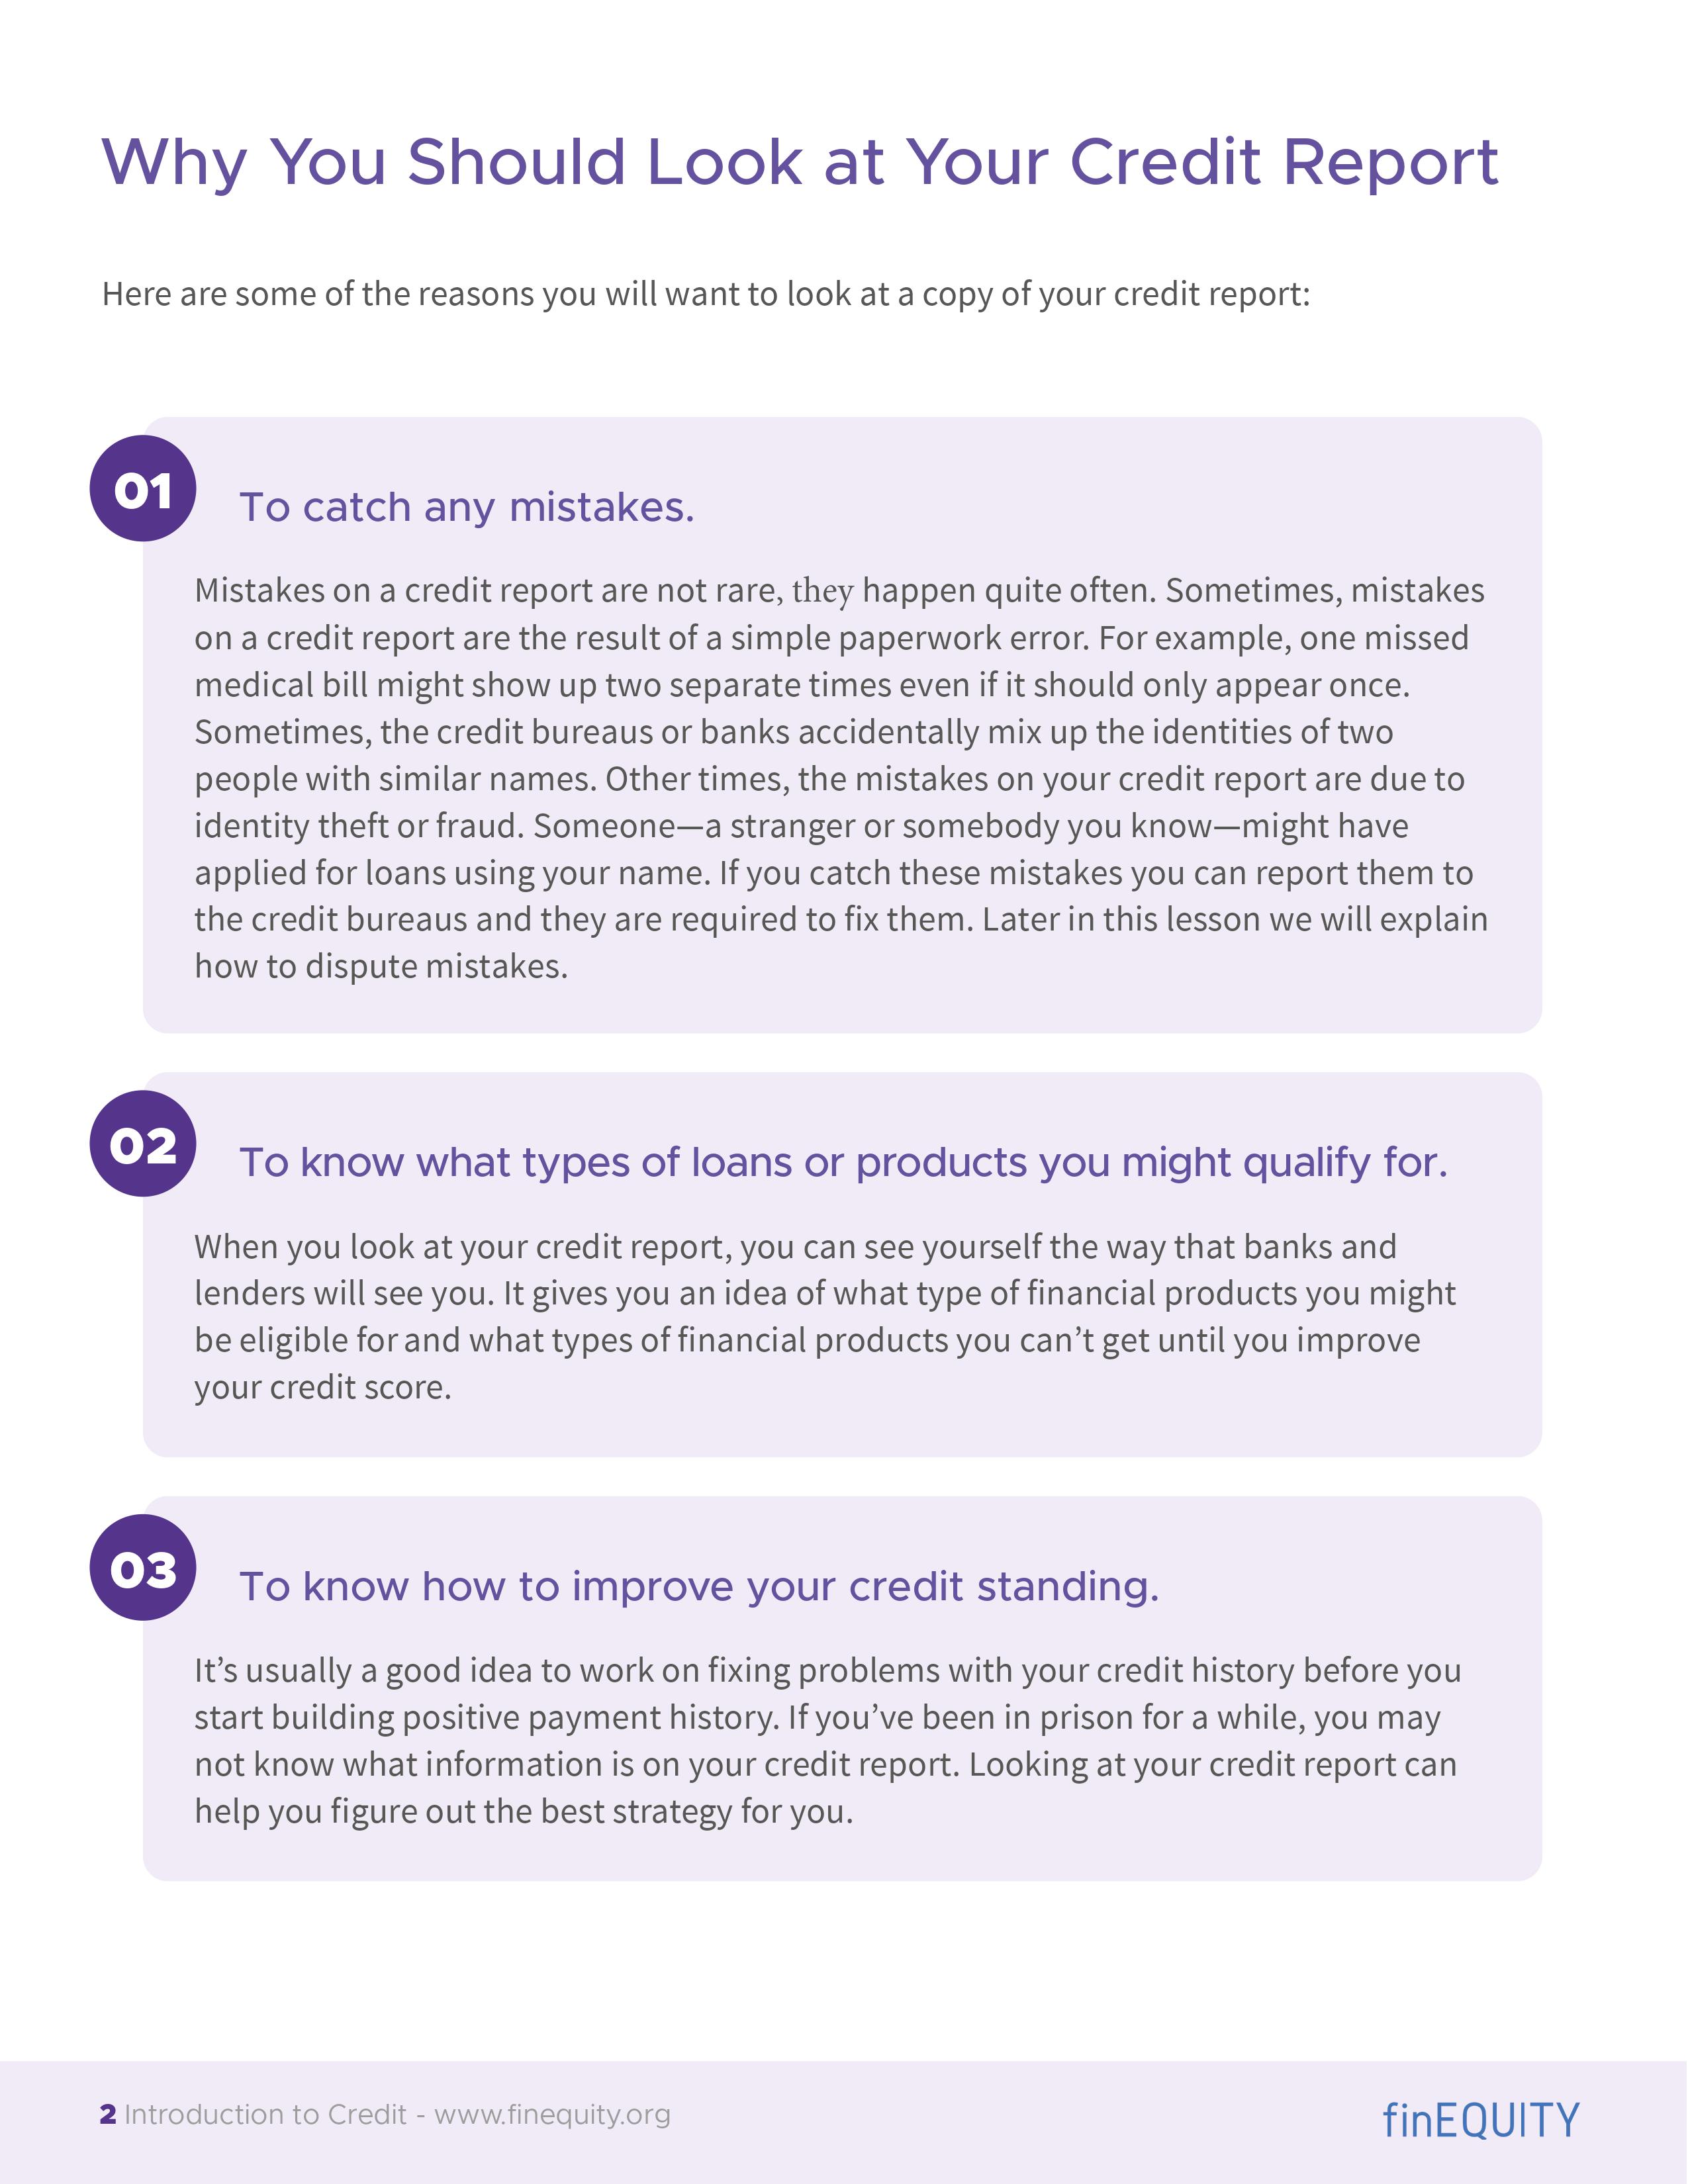 Why You Should Look at Your Credit Report
Here are some of the reasons you will want to look at a copy of your credit report:
01
To catch any mistakes.
Mistakes on a credit report are not rare, they happen quite often. Sometimes, mistakes
on a credit report are the result of a simple paperwork error. For example, one missed
medical bill might show up two separate times even if it should only appear once.
Sometimes, the credit bureaus or banks accidentally mix up the identities of two
people with similar names. Other times, the mistakes on your credit report are due to
identity theft or fraud. Someone—a stranger or somebody you know—might have
applied for loans using your name. If you catch these mistakes you can report them to
the credit bureaus and they are required to fix them. Later in this lesson we will explain
how to dispute mistakes.
02
To know what types of loans or products you might qualify for.
When you look at your credit report, you can see yourself the way that banks and
lenders will see you. It gives you an idea of what type of financial products you might
be eligible for and what types of financial products you can’t get until you improve
your credit score.
03
To know how to improve your credit standing.
It’s usually a good idea to work on fixing problems with your credit history before you
start building positive payment history. If you’ve been in prison for a while, you may
not know what information is on your credit report. Looking at your credit report can
help you figure out the best strategy for you.
2 Introduction to Credit - www.finequity.org
finEQUITY